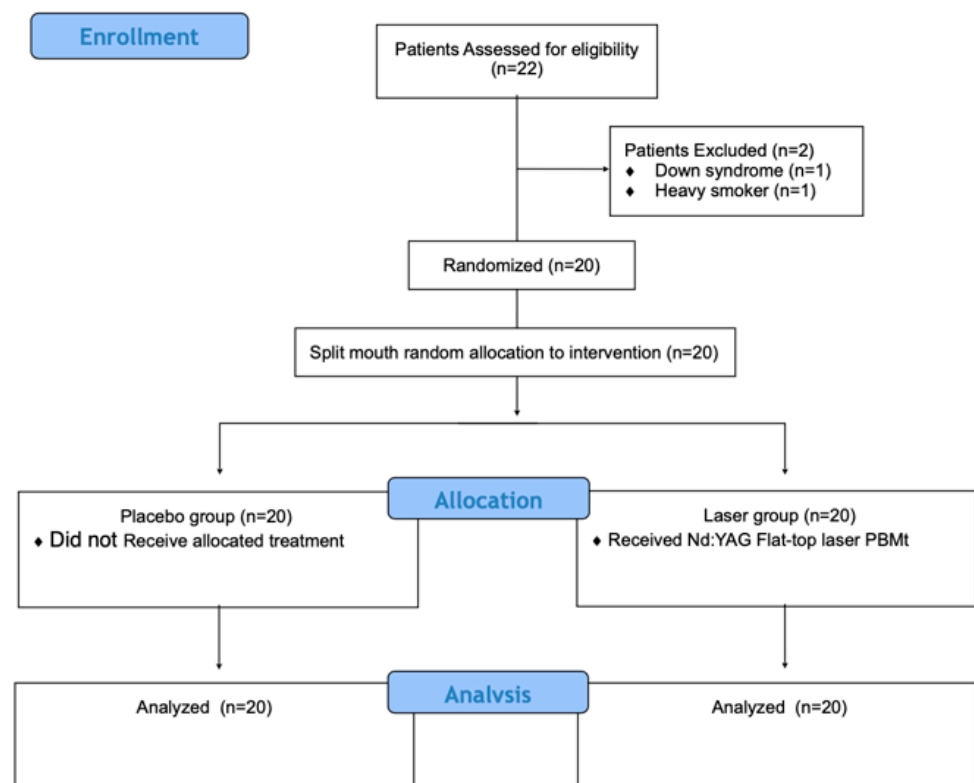 Enrollment
Patients Assessed for eligibility
(n=22)
Patients Excluded (n=2)
♦ Down syndrome (n=1)
♦ Heavy smoker (n=1)
Randomized (n=20)
Split mouth random allocation to intervention (n=20)
Allocation
Placebo group (n=20)
♦ Did not Receive allocated treatment
Laser group (n=20)
♦ Received Nd:YAG Flat-top laser PBMt
Analysis
Analyzed (n=20)
Analyzed (n=20)